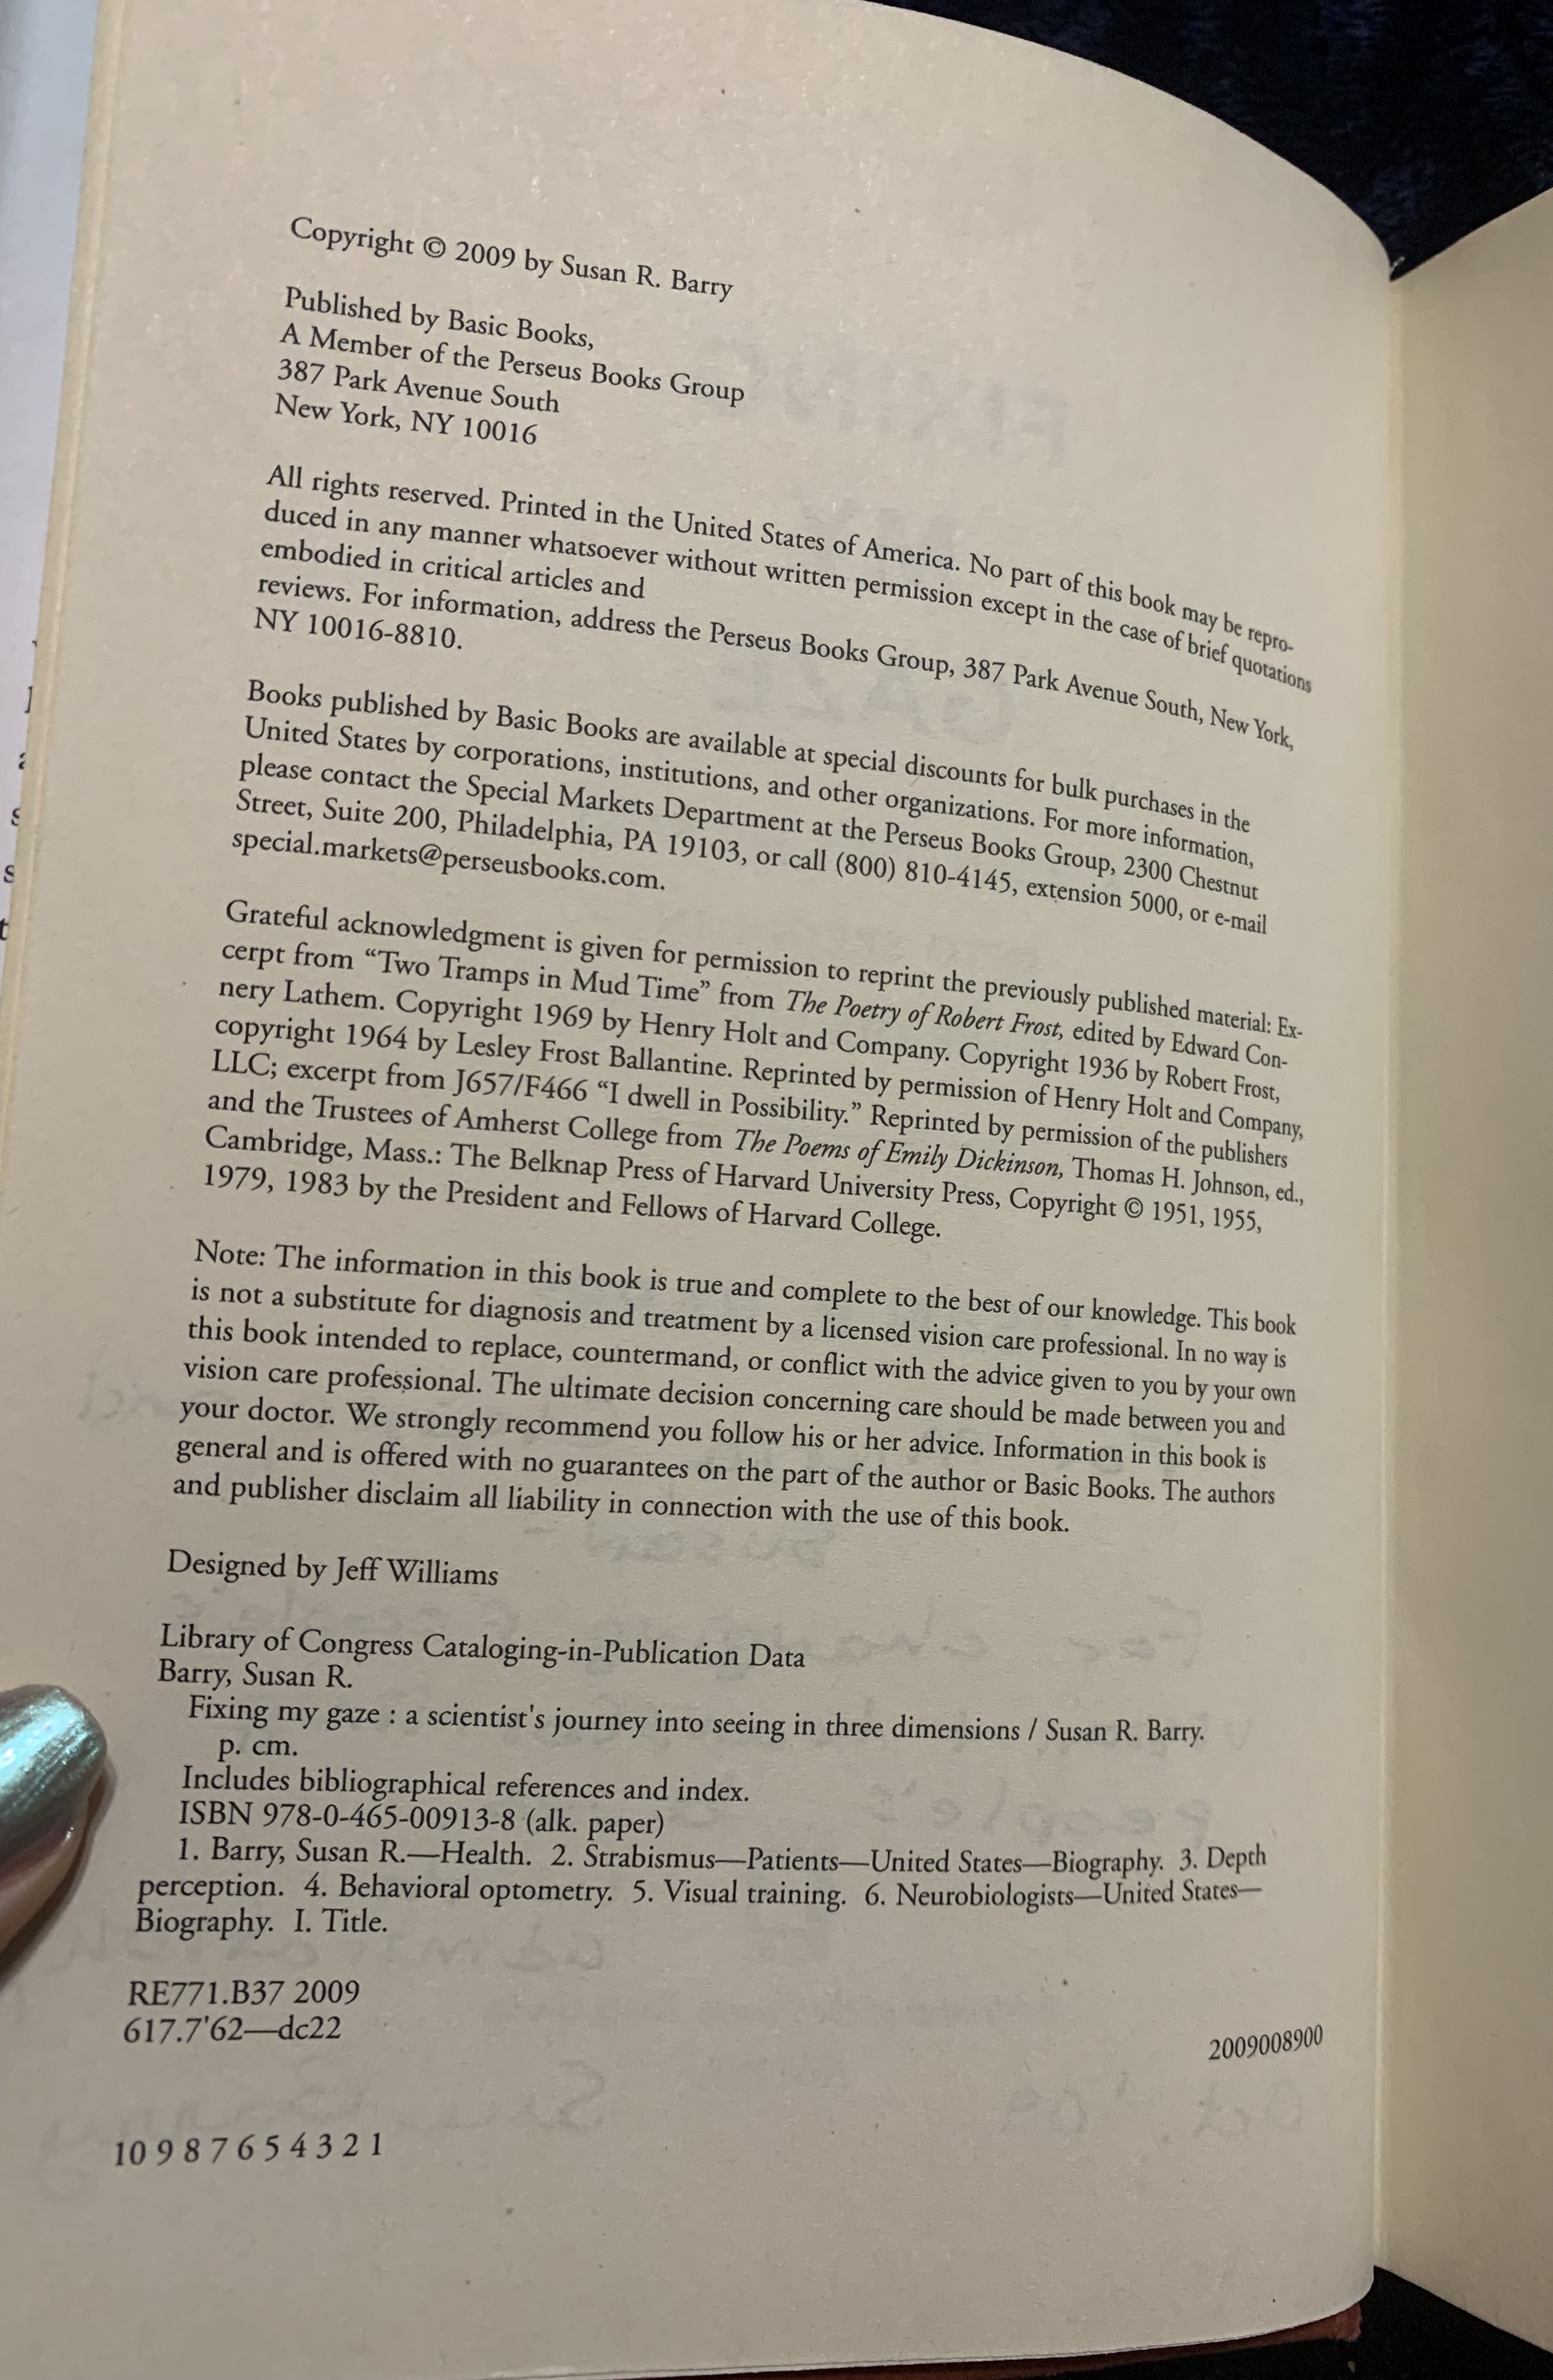 Copyright © 2009 by Susan R. Barry
Published by Basic Books,
A Member of the Perseus Books Group
387 Park Avenue South
New York, NY 10016
All rights reserved. Printed in the United States of America. No part of this book may be repro-
duced in any manner whatsoever without written permission except in the case of brief quotations
embodied in critical articles and
reviews. For information, address the Perseus Books Group, 387 Park Avenue South, New York,
NY 10016-8810.
Books published by Basic Books are available at special discounts for bulk purchases in the
United States by corporations, institutions, and other organizations. For more information,
please contact the Special Markets Department at the Perseus Books Group, 2300 Chestnut
Street, Suite 200, Philadelphia, PA 19103, or call (800) 810-4145, extension 5000, or e-mail
special.markets@perseusbooks.com.
Grateful acknowledgment is given for permission to reprint the previously published material: Ex-
cerpt from “Two Tramps in Mud Time” from The Poetry of Robert Frost, edited by Edward Con-
nery Lathem. Copyright 1969 by Henry Holt and Company. Copyright 1936 by Robert Frost,
copyright 1964 by Lesley Frost Ballantine. Reprinted by permission of Henry Holt and Company,
LLC; excerpt from J657/F466 “I dwell in Possibility.” Reprinted by permission of the publishers
and the Trustees of Amherst College from The Poems of Emily Dickinson, Thomas H. Johnson, ed.,
Cambridge, Mass.: The Belknap Press of Harvard University Press, Copyright © 1951, 1955,
1979, 1983 by the President and Fellows of Harvard College.
Note: The information in this book is true and complete to the best of our knowledge. This book
is not a substitute for diagnosis and treatment by a licensed vision care professional. In no way is
this book intended to replace, countermand, or conflict with the advice given to you by your own
vision care professional. The ultimate decision concerning care should be made between you and
your doctor. We strongly recommend you follow his or her advice. Information in this book is
general and is offered with no guarantees on the part of the author or Basic Books. The authors
and publisher disclaim all liability in connection with the use of this book.
Designed by Jeff Williams
Library of Congress Cataloging-in-Publication Data
Barry, Susan R.
Fixing my gaze : a scientist's journey into seeing in three dimensions / Susan R. Barry.
p. cm.
Includes bibliographical references and index.
ISBN 978-0-465-00913-8 (alk. paper)
1. Barry, Susan R.—Health. 2. Strabismus—Patients—United States—Biography. 3. Depth
perception. 4. Behavioral optometry. 5. Visual training. 6. Neurobiologists—United States—
Biography. I. Title.
RE771.B37 2009
617.7'62—dc22
2009008900
10 9 8 7 6 5 4 3 2 1